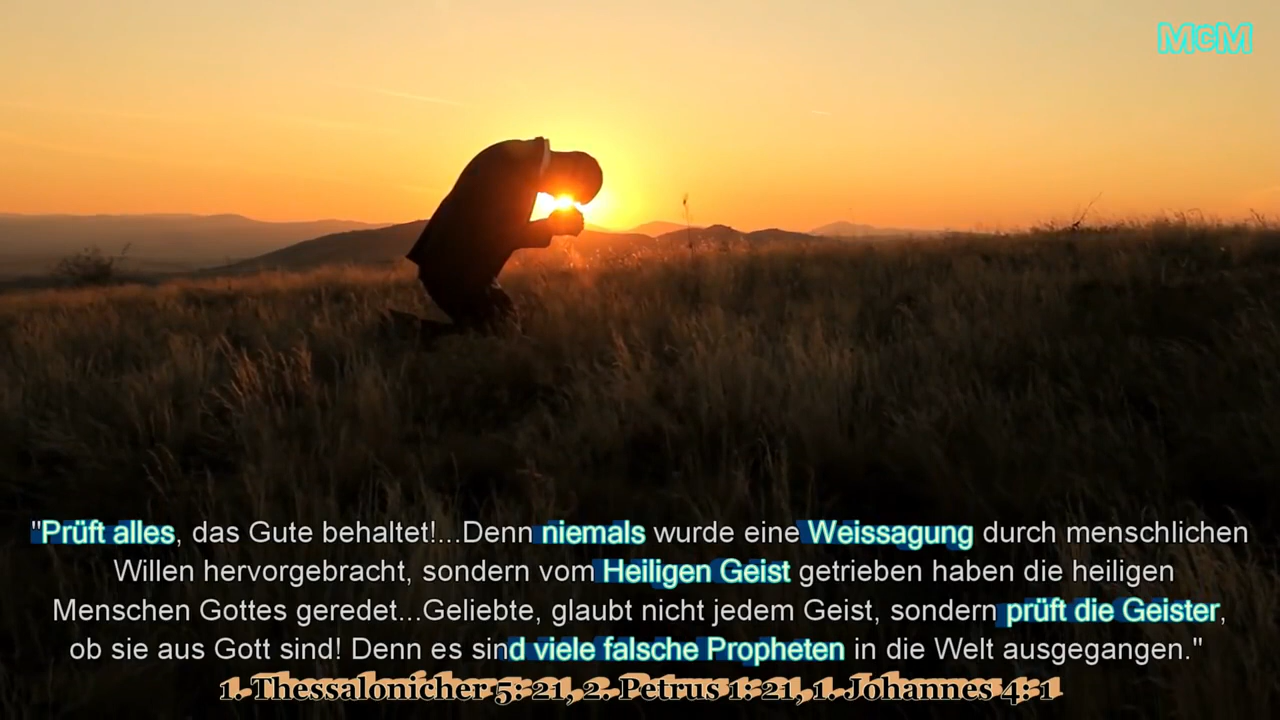 McM
"Prüft alles, das Gute behaltet!...Denn niemals wurde eine Weissagung durch menschlichen
Willen hervorgebracht, sondern vom Heiligen Geist getrieben haben die heiligen
Menschen Gottes geredet...Geliebte, glaubt nicht jedem Geist, sondern prüft die Geister,
ob sie aus Gott sind! Denn es sind viele falsche Propheten in die Welt ausgegangen."
1. Thessalonicher 5: 21, 2. Petrus 1: 21, 1. Johannes 4: 1